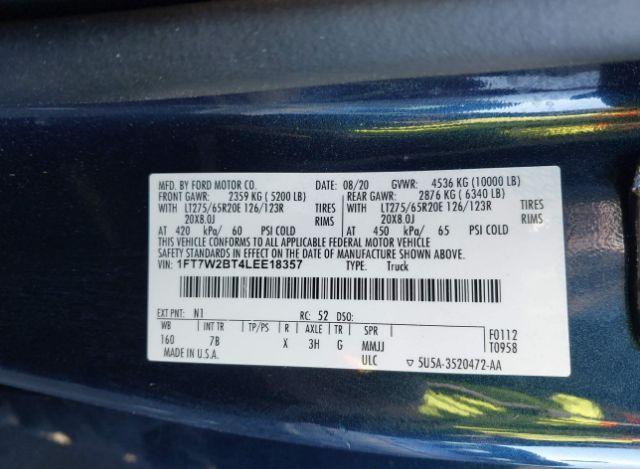 MFD. BY FORD MOTOR CO. DATE: 08/20 GVWR: 4536 KG (10000 LB)
FRONT GAWR: 2359 KG ( 5200 LB) REAR GAWR: 2876 KG ( 6340 LB)
WITH LT275/65R20E 126/123R TIRES WITH LT275/65R20E 126/123R TIRES
20X8.0J RIMS 20X8.0J RIMS
AT 420 kPa/ 60 PSI COLD AT 450 kPa/ 65 PSI COLD
THIS VEHICLE CONFORMS TO ALL APPLICABLE FEDERAL MOTOR VEHICLE
SAFETY STANDARDS IN EFFECT ON THE DATE OF MANUFACTURE SHOWN ABOVE.
VIN: 1FT7W2BT4LEE18357 TYPE: Truck
EXT PNT: N1 RC: 52 DSO:
WB INT TR TP/PS R AXLE TR SPR F0112
160 7B X 3H G MMJJ T0958
MADE IN U.S.A. ULC 5U5A-3520472-AA